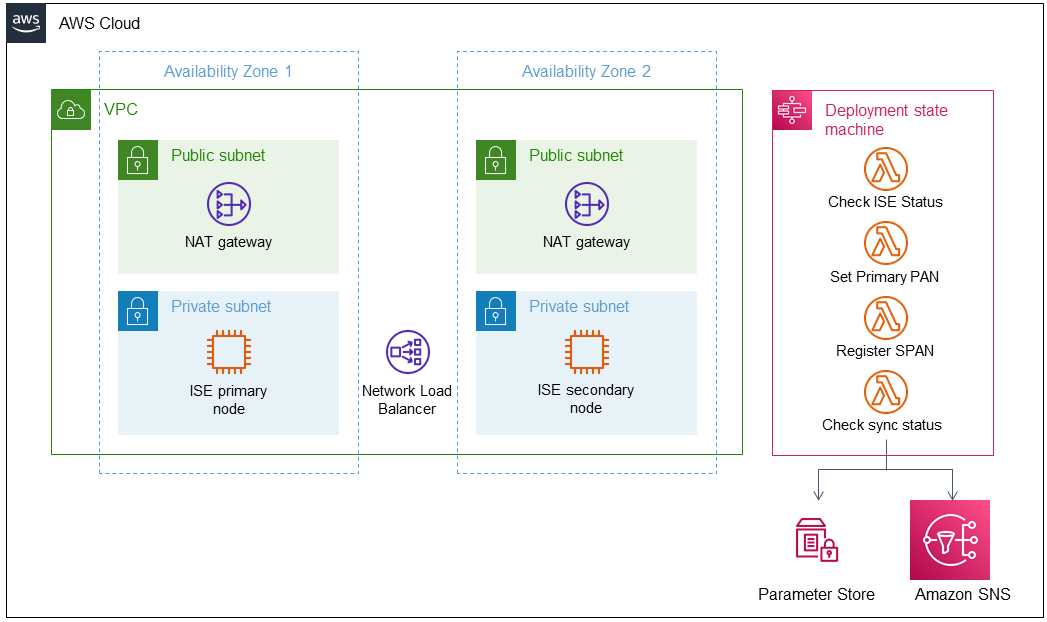 aws
AWS Cloud
Availability Zone 1
Availability Zone 2
VPC
Public subnet
NAT gateway
Public subnet
NAT gateway
Private subnet
ISE primary
node
Network Load
Balancer
Private subnet
ISE secondary
node
Deployment state
machine
Check ISE Status
Set Primary PAN
Register SPAN
Check sync status
Parameter Store
Amazon SNS